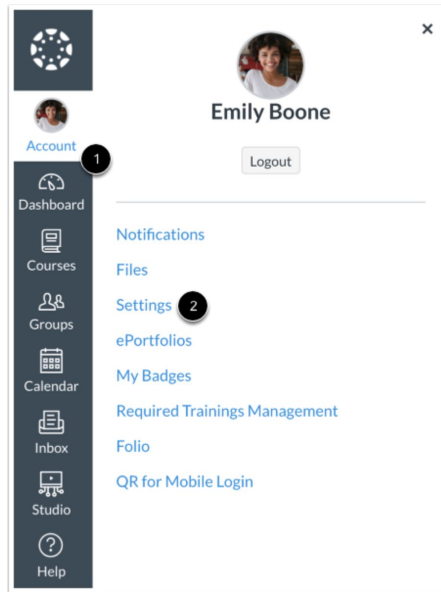 ×
Emily Boone
Account
1
Logout
Dashboard
Notifications
Courses
Files
Settings 2
Groups
ePortfolios
My Badges
Calendar
Required Trainings Management
Inbox
Folio
QR for Mobile Login
Studio
?
Help